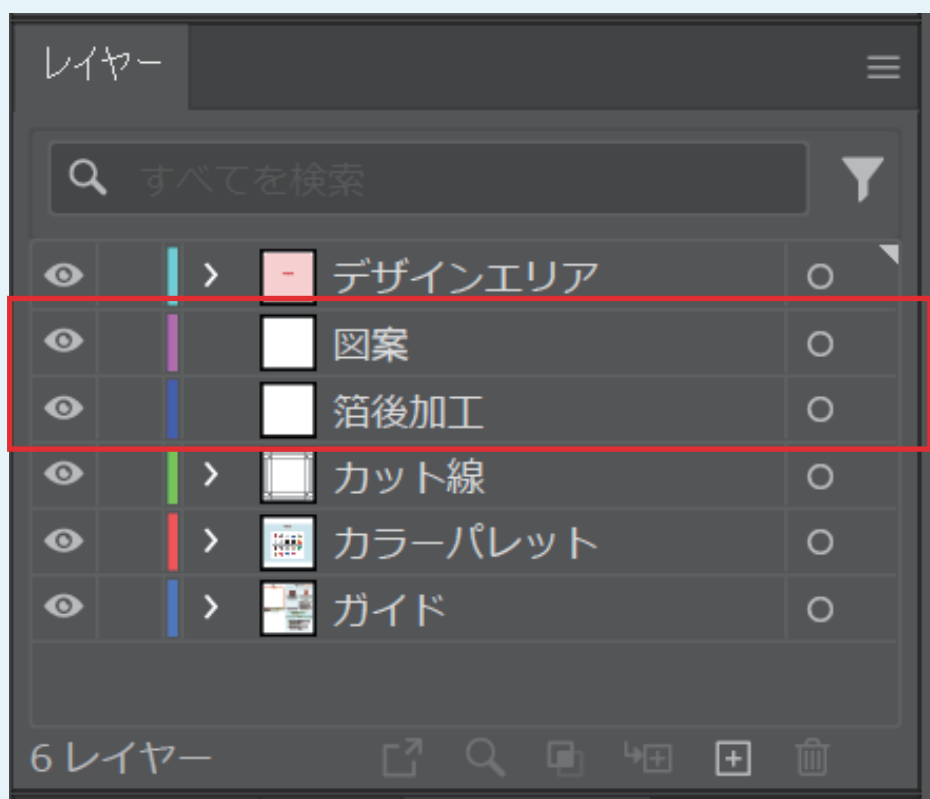 レイヤー
すべてを検索
デザインエリア
図案
箔後加工
カット線
カラーパレット
ガイド
6 レイヤー